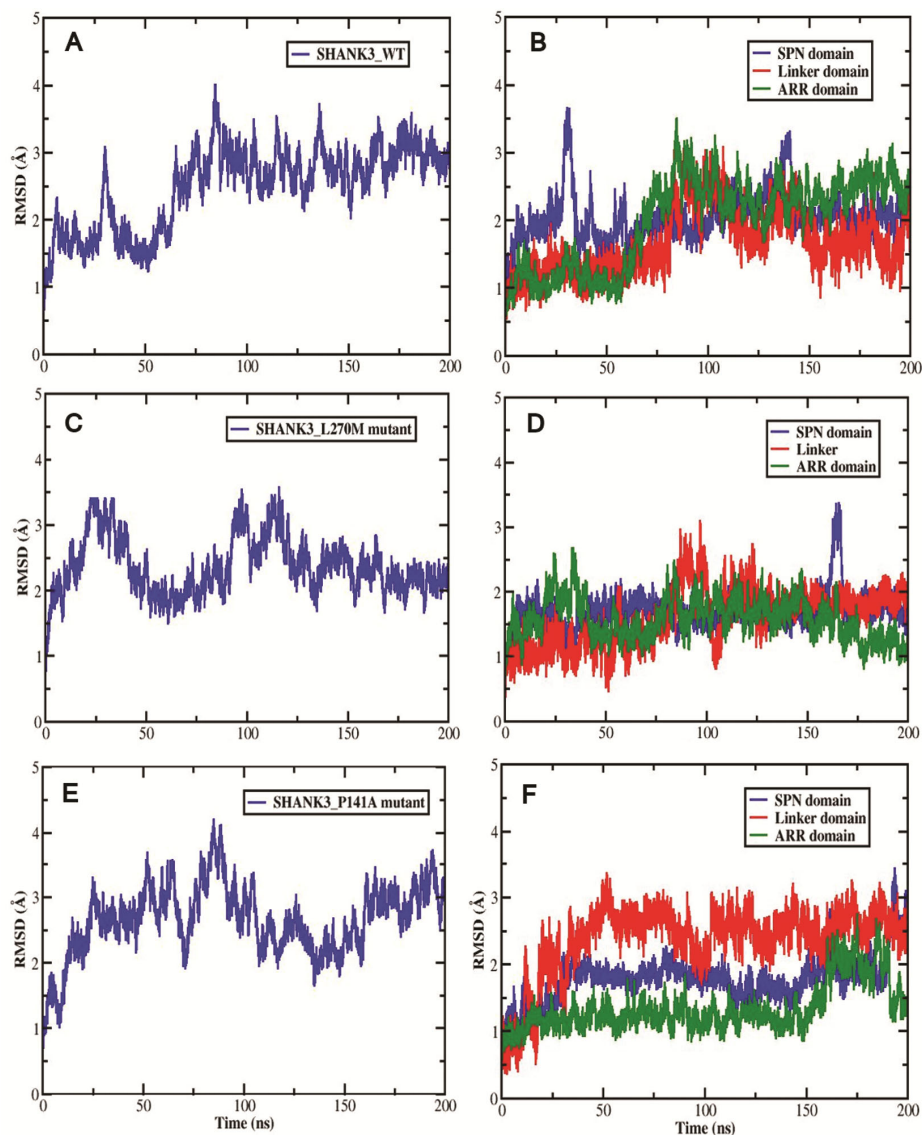 A
SHANK3_WT
RMSD (Å)
5
4
3
2
1
0
0 50 100 150 200
B
SPN domain
Linker domain
ARR domain
RMSD (Å)
5
4
3
2
1
0
0 50 100 150 200
C
SHANK3_L270M mutant
RMSD (Å)
5
4
3
2
1
0
0 50 100 150 200
D
SPN domain
Linker
ARR domain
RMSD (Å)
5
4
3
2
1
0
0 50 100 150 200
E
SHANK3_P141A mutant
RMSD (Å)
5
4
3
2
1
0
0 50 100 150 200
Time (ns)
F
SPN domain
Linker domain
ARR domain
RMSD (Å)
5
4
3
2
1
0
0 50 100 150 200
Time (ns)